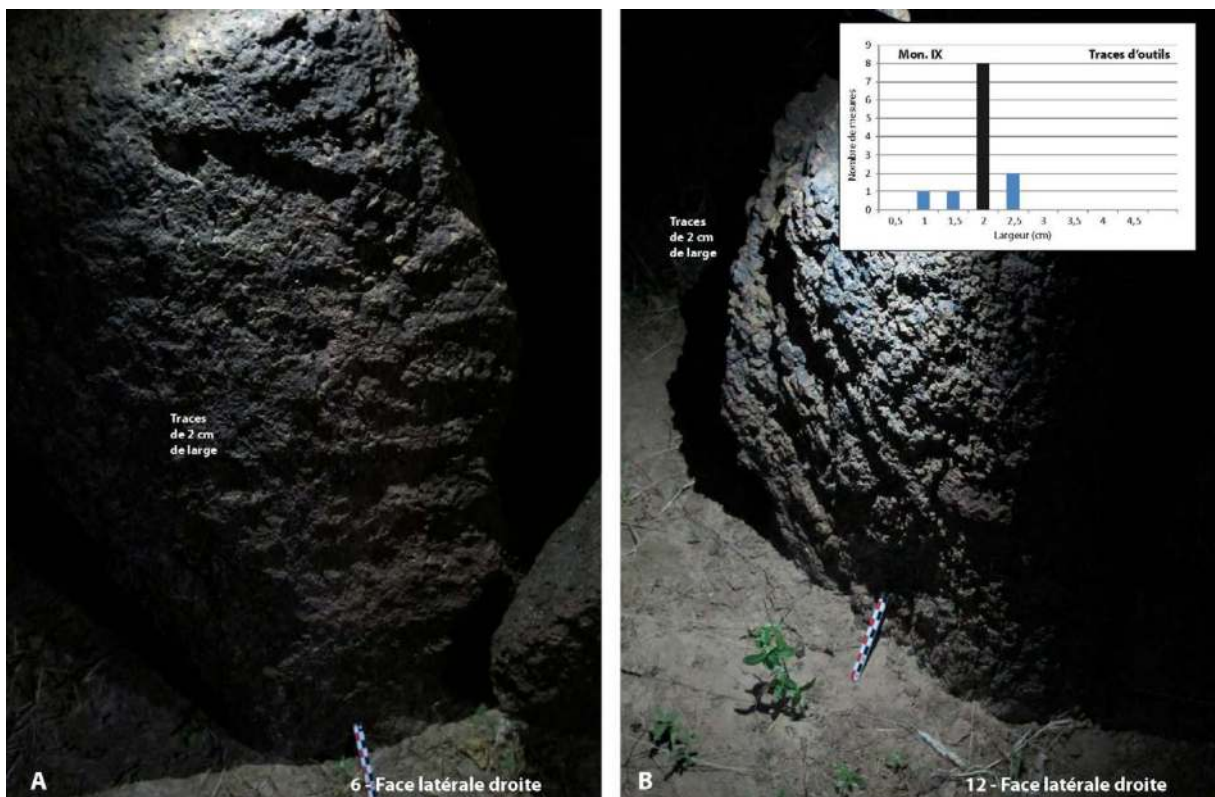 Traces
de 2 cm
de large
A
6 - Face latérale droite
Mon. IX
Traces d'outils
Nombre de mesures
9
8
7
6
5
4
3
2
1
0
0,5 1 1,5 2 2,5 3 3,5 4 4,5
Largeur (cm)
Traces
de 2 cm
de large
B
12 - Face latérale droite